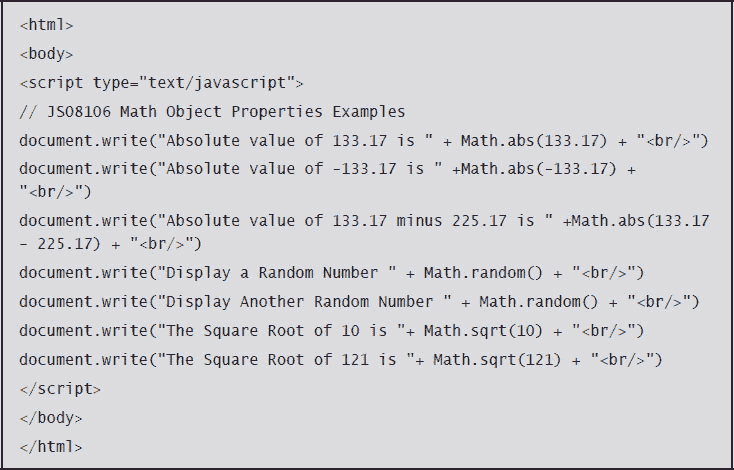 <html>
<body>
<script type="text/javascript">
// JS08106 Math Object Properties Examples
document.write("Absolute value of 133.17 is " + Math.abs(133.17) + "<br/>")
document.write("Absolute value of -133.17 is " +Math.abs(-133.17) +
"<br/>")
document.write("Absolute value of 133.17 minus 225.17 is " +Math.abs(133.17
- 225.17) + "<br/>")
document.write("Display a Random Number " + Math.random() + "<br/>")
document.write("Display Another Random Number " + Math.random() + "<br/>")
document.write("The Square Root of 10 is "+ Math.sqrt(10) + "<br/>")
document.write("The Square Root of 121 is "+ Math.sqrt(121) + "<br/>")
</script>
</body>
</html>